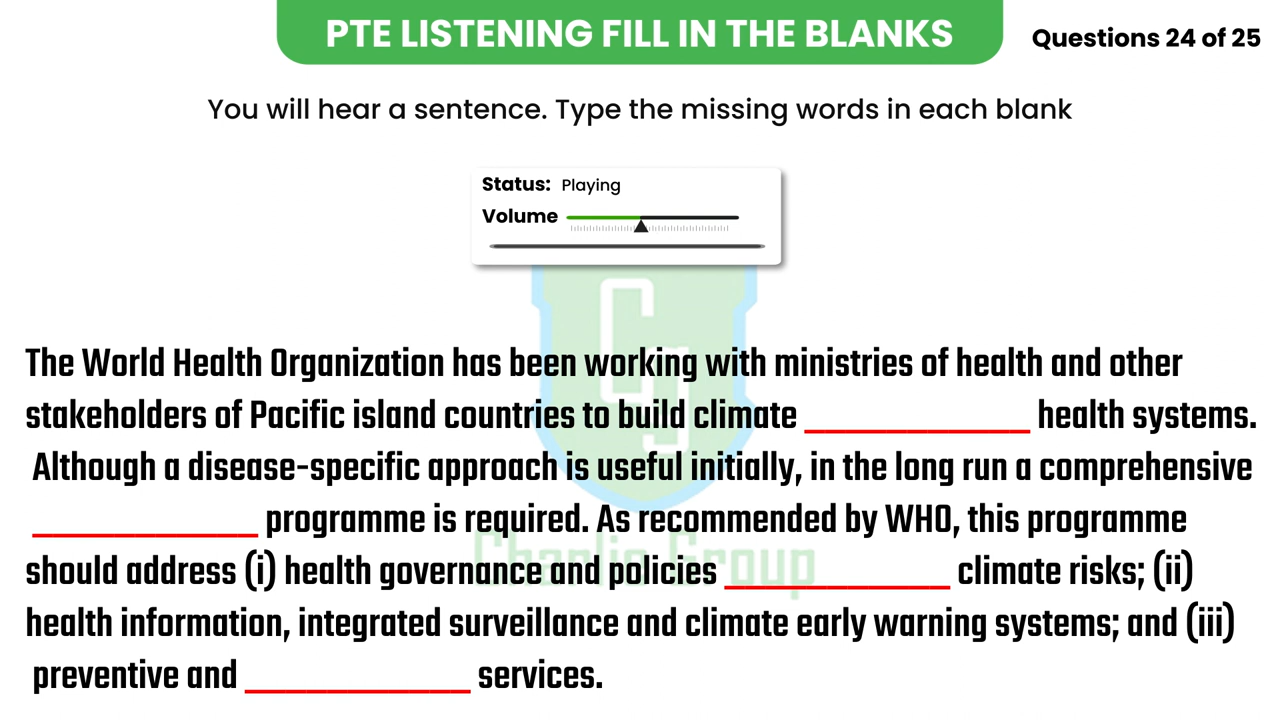 PTE LISTENING FILL IN THE BLANKS
Questions 24 of 25
You will hear a sentence. Type the missing words in each blank
Status: Playing
Volume
The World Health Organization has been working with ministries of health and other
stakeholders of Pacific island countries to build climate ____________ health systems.
Although a disease-specific approach is useful initially, in the long run a comprehensive
____________ programme is required. As recommended by WHO, this programme
should address (i) health governance and policies ____________ climate risks; (ii)
health information, integrated surveillance and climate early warning systems; and (iii)
preventive and ____________ services.
Cg
Charlie Group